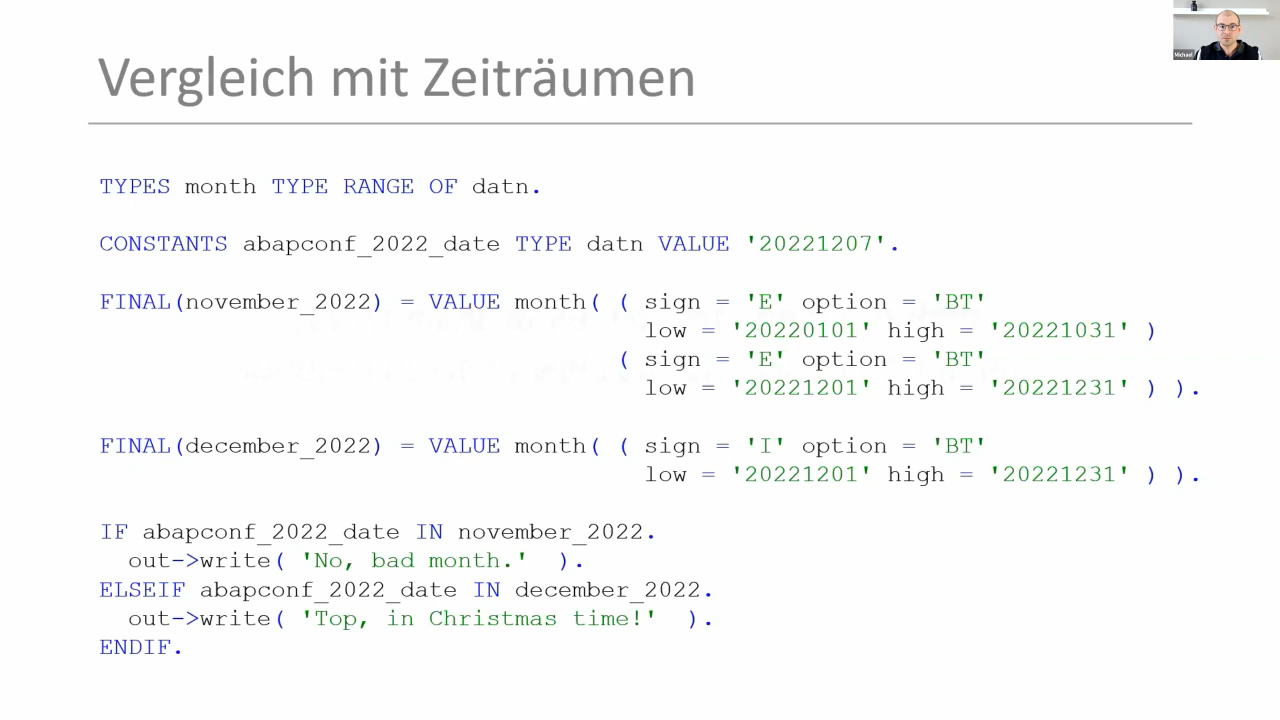 Michael
Vergleich mit Zeiträumen
TYPES month TYPE RANGE OF datn.
CONSTANTS abapconf_2022_date TYPE datn VALUE '20221207'.
FINAL(november_2022) = VALUE month( ( sign = 'E' option = 'BT'
low = '20220101' high = '20221031' )
( sign = 'E' option = 'BT'
low = '20221201' high = '20221231' ) ).
FINAL(december_2022) = VALUE month( ( sign = 'I' option = 'BT'
low = '20221201' high = '20221231' ) ).
IF abapconf_2022_date IN november_2022.
out->write( 'No, bad month.' ).
ELSEIF abapconf_2022_date IN december_2022.
out->write( 'Top, in Christmas time!' ).
ENDIF.